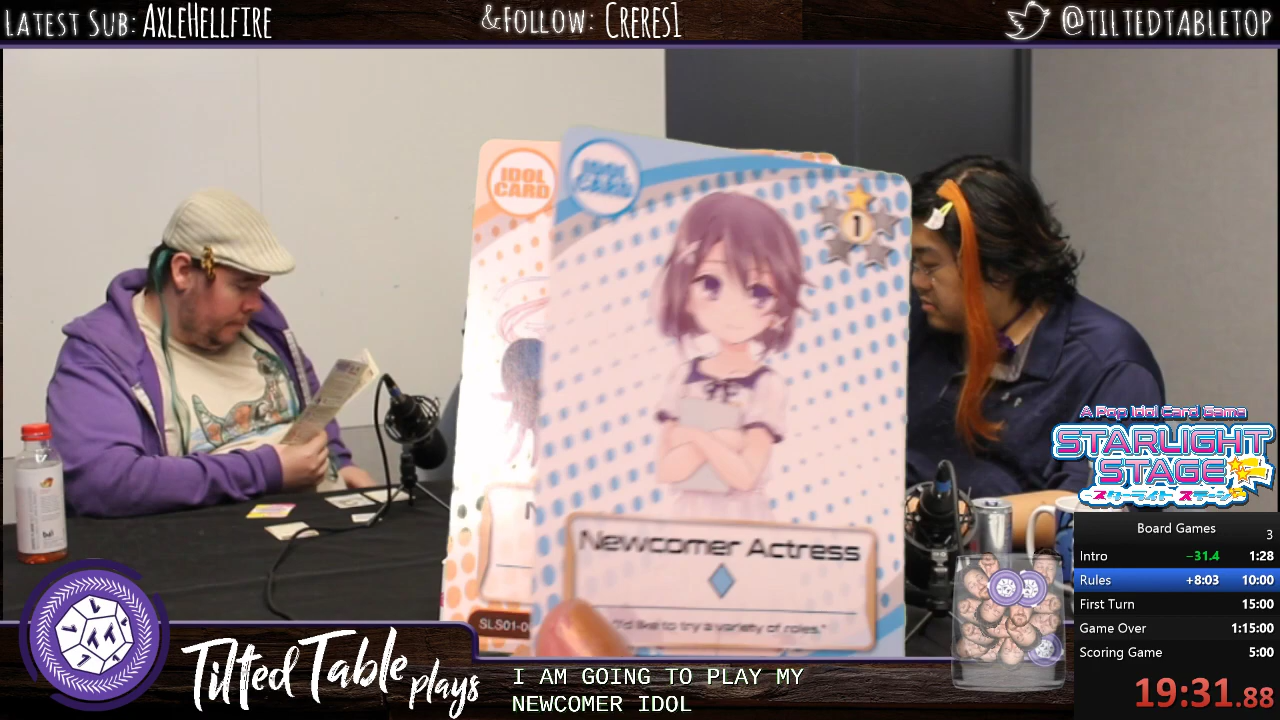 LATEST SUB: AXLEHELLFIRE
&FOLLOW: CRERES1
@TILTEDTABLETOP
IDOL CARD
IDOL CARD
1
Newcomer Actress
"I'd like to try a variety of roles."
SLS01-0
A Pop Idol Card Game
STARLIGHT
STAGE
スターライト ステージ
Board Games
3
Intro -31.4 1:28
Rules +8:03 10:00
First Turn 15:00
Game Over 1:15:00
Scoring Game 5:00
19:31.88
Tilted Table plays
I AM GOING TO PLAY MY
NEWCOMER IDOL